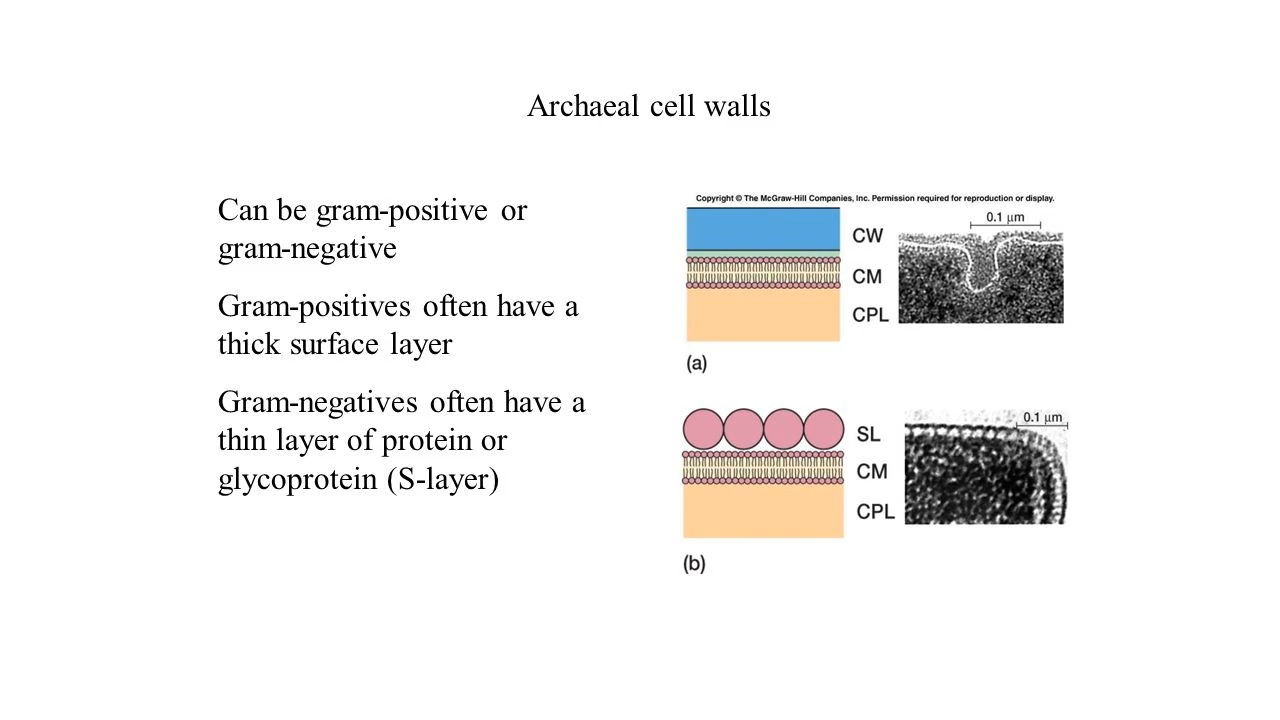 Archaeal cell walls
Can be gram-positive or
gram-negative
Gram-positives often have a
thick surface layer
Gram-negatives often have a
thin layer of protein or
glycoprotein (S-layer)
Copyright © The McGraw-Hill Companies, Inc. Permission required for reproduction or display.
0.1 μm
CW
CM
CPL
(a)
0.1 μm
SL
CM
CPL
(b)